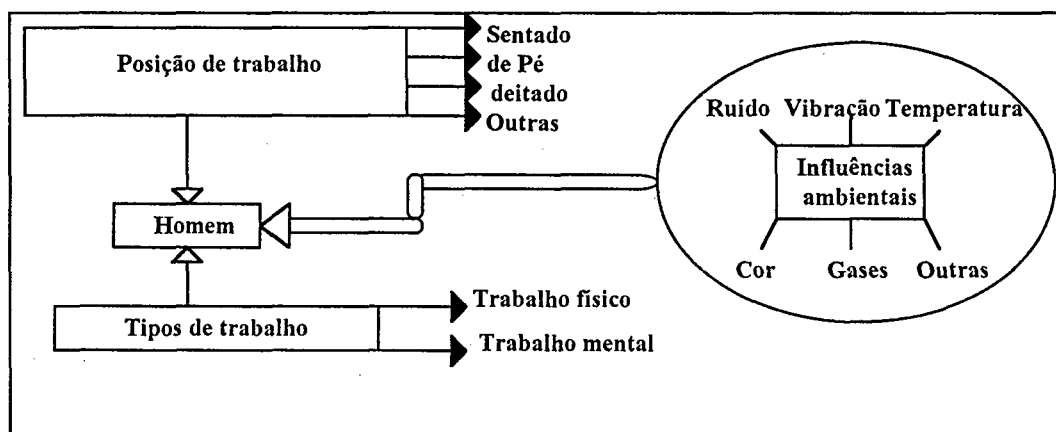 Posição de trabalho
Sentado
de Pé
deitado
Outras
Homem
Tipos de trabalho
Trabalho físico
Trabalho mental
Ruído Vibração Temperatura
Influências
ambientais
Cor Gases Outras